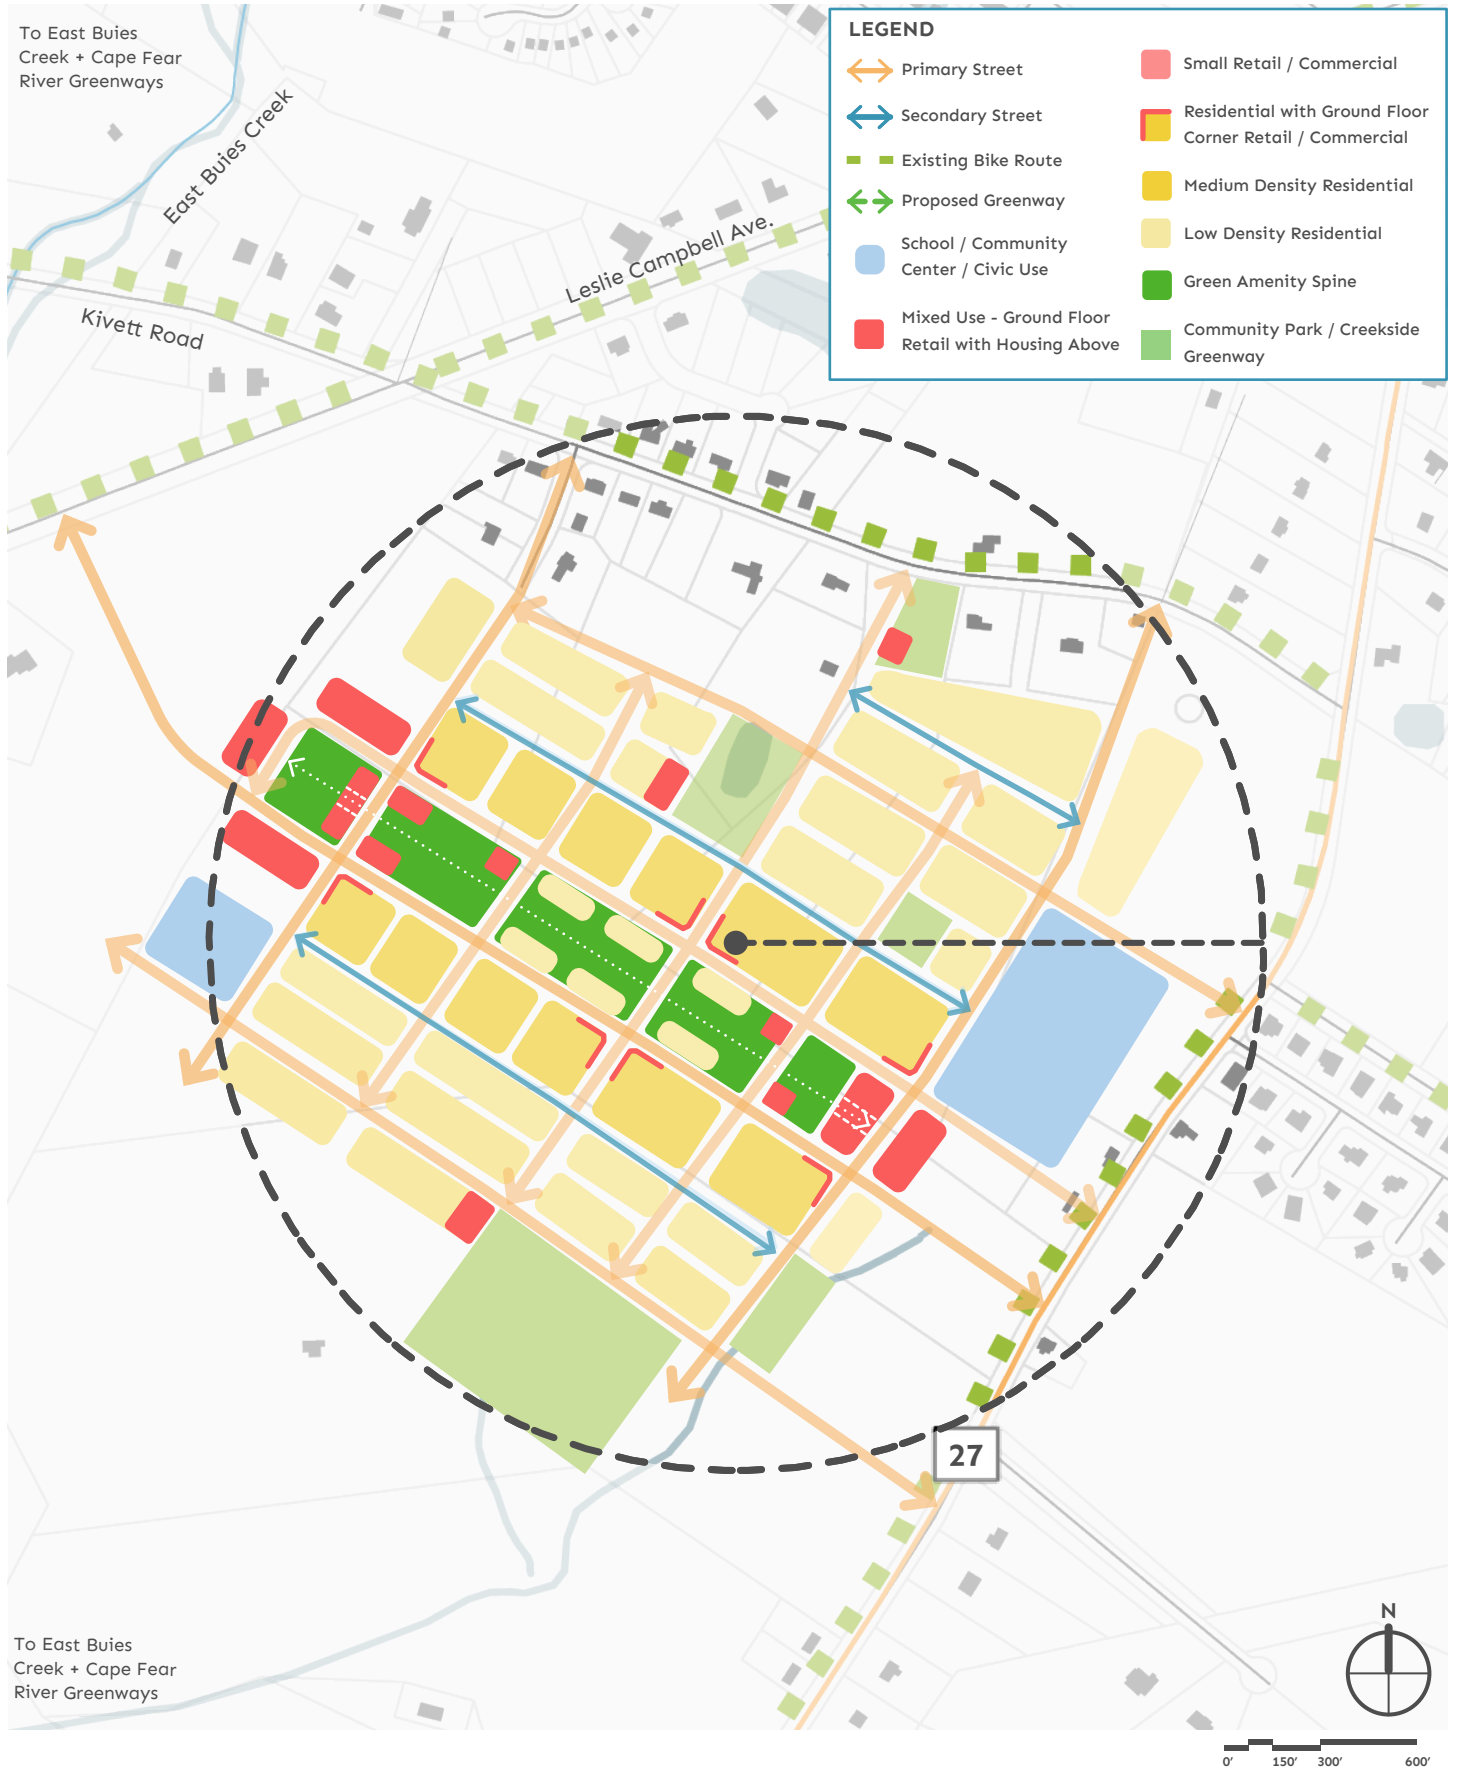 To East Buies
Creek + Cape Fear
River Greenways
East Buies Creek
Kivett Road
Leslie Campbell Ave.
LEGEND
Primary Street
Secondary Street
Existing Bike Route
Proposed Greenway
School / Community
Center / Civic Use
Mixed Use - Ground Floor
Retail with Housing Above
Small Retail / Commercial
Residential with Ground Floor
Corner Retail / Commercial
Medium Density Residential
Low Density Residential
Green Amenity Spine
Community Park / Creekside
Greenway
27
To East Buies
Creek + Cape Fear
River Greenways
N
0' 150' 300' 600'